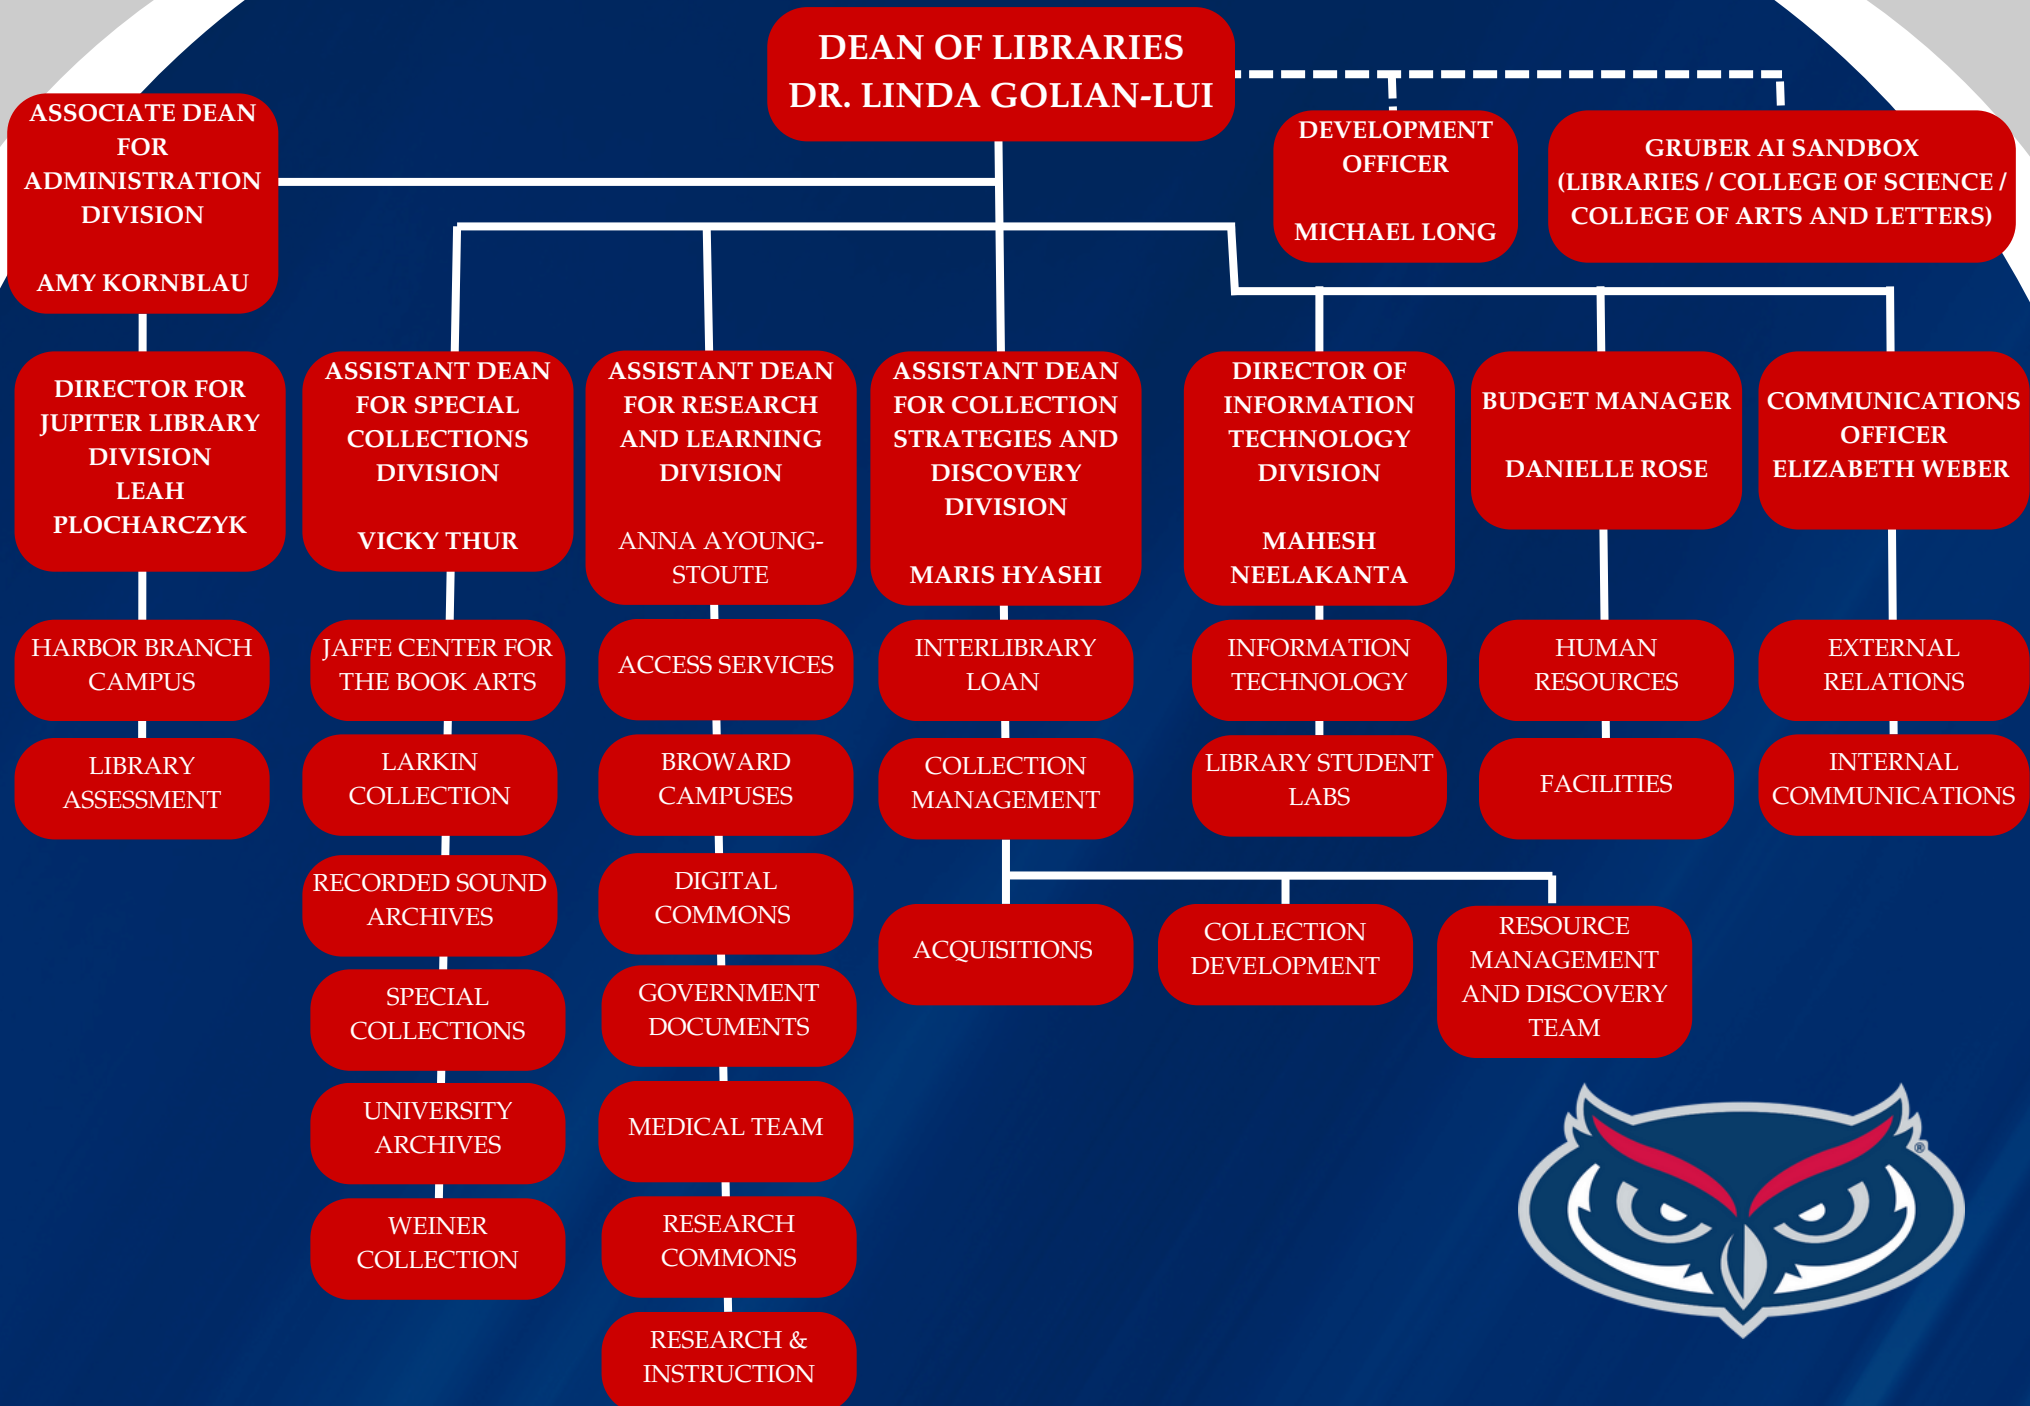 DEAN OF LIBRARIES
DR. LINDA GOLIAN-LUI
ASSOCIATE DEAN
FOR
ADMINISTRATION
DIVISION
AMY KORNBLAU
DEVELOPMENT
OFFICER
MICHAEL LONG
GRUBER AI SANDBOX
(LIBRARIES / COLLEGE OF SCIENCE /
COLLEGE OF ARTS AND LETTERS)
DIRECTOR FOR
JUPITER LIBRARY
DIVISION
LEAH
PLOCHARCZYK
HARBOR BRANCH
CAMPUS
LIBRARY
ASSESSMENT
ASSISTANT DEAN
FOR SPECIAL
COLLECTIONS
DIVISION
VICKY THUR
JAFFE CENTER FOR
THE BOOK ARTS
LARKIN
COLLECTION
RECORDED SOUND
ARCHIVES
SPECIAL
COLLECTIONS
UNIVERSITY
ARCHIVES
WEINER
COLLECTION
ASSISTANT DEAN
FOR RESEARCH
AND LEARNING
DIVISION
ANNA AYOUNG-
STOUTE
ACCESS SERVICES
BROWARD
CAMPUSES
DIGITAL
COMMONS
GOVERNMENT
DOCUMENTS
MEDICAL TEAM
RESEARCH
COMMONS
RESEARCH &
INSTRUCTION
ASSISTANT DEAN
FOR COLLECTION
STRATEGIES AND
DISCOVERY
DIVISION
MARIS HYASHI
INTERLIBRARY
LOAN
COLLECTION
MANAGEMENT
ACQUISITIONS
COLLECTION
DEVELOPMENT
RESOURCE
MANAGEMENT
AND DISCOVERY
TEAM
DIRECTOR OF
INFORMATION
TECHNOLOGY
DIVISION
MAHESH
NEELAKANTA
INFORMATION
TECHNOLOGY
LIBRARY STUDENT
LABS
BUDGET MANAGER
DANIELLE ROSE
HUMAN
RESOURCES
FACILITIES
COMMUNICATIONS
OFFICER
ELIZABETH WEBER
EXTERNAL
RELATIONS
INTERNAL
COMMUNICATIONS
®